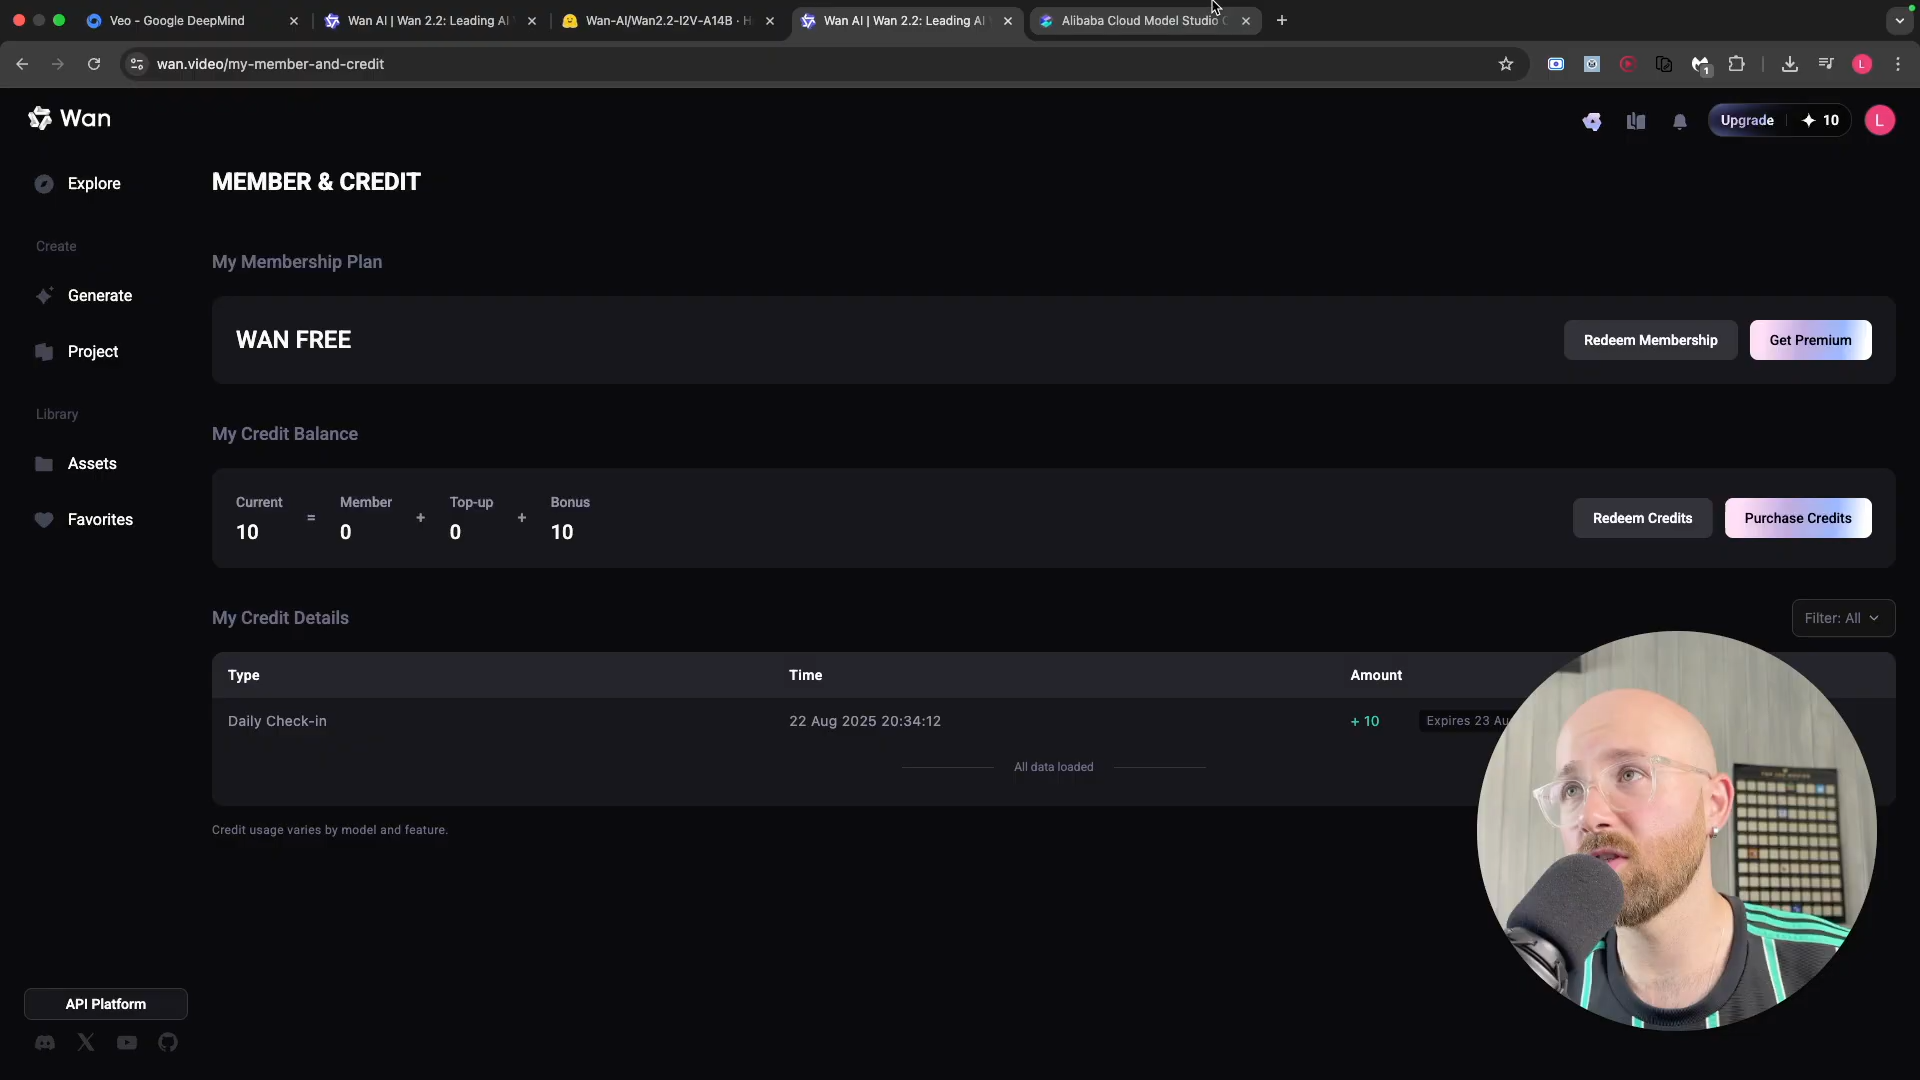 Veo - Google DeepMind
Wan AI | Wan 2.2: Leading AI
Wan-AI/Wan2.2-I2V-A14B · H
Wan AI | Wan 2.2: Leading AI
Alibaba Cloud Model Studio
wan.video/my-member-and-credit
1
L
Wan
Upgrade
10
L
Explore
MEMBER & CREDIT
Create
My Membership Plan
Generate
WAN FREE
Redeem Membership
Get Premium
Project
Library
My Credit Balance
Assets
Current
Member
Top-up
Bonus
10 = 0 + 0 + 10
Redeem Credits
Purchase Credits
Favorites
My Credit Details
Filter: All
Type Time Amount
Daily Check-in 22 Aug 2025 20:34:12 + 10 Expires 23 Au
All data loaded
Credit usage varies by model and feature.
API Platform